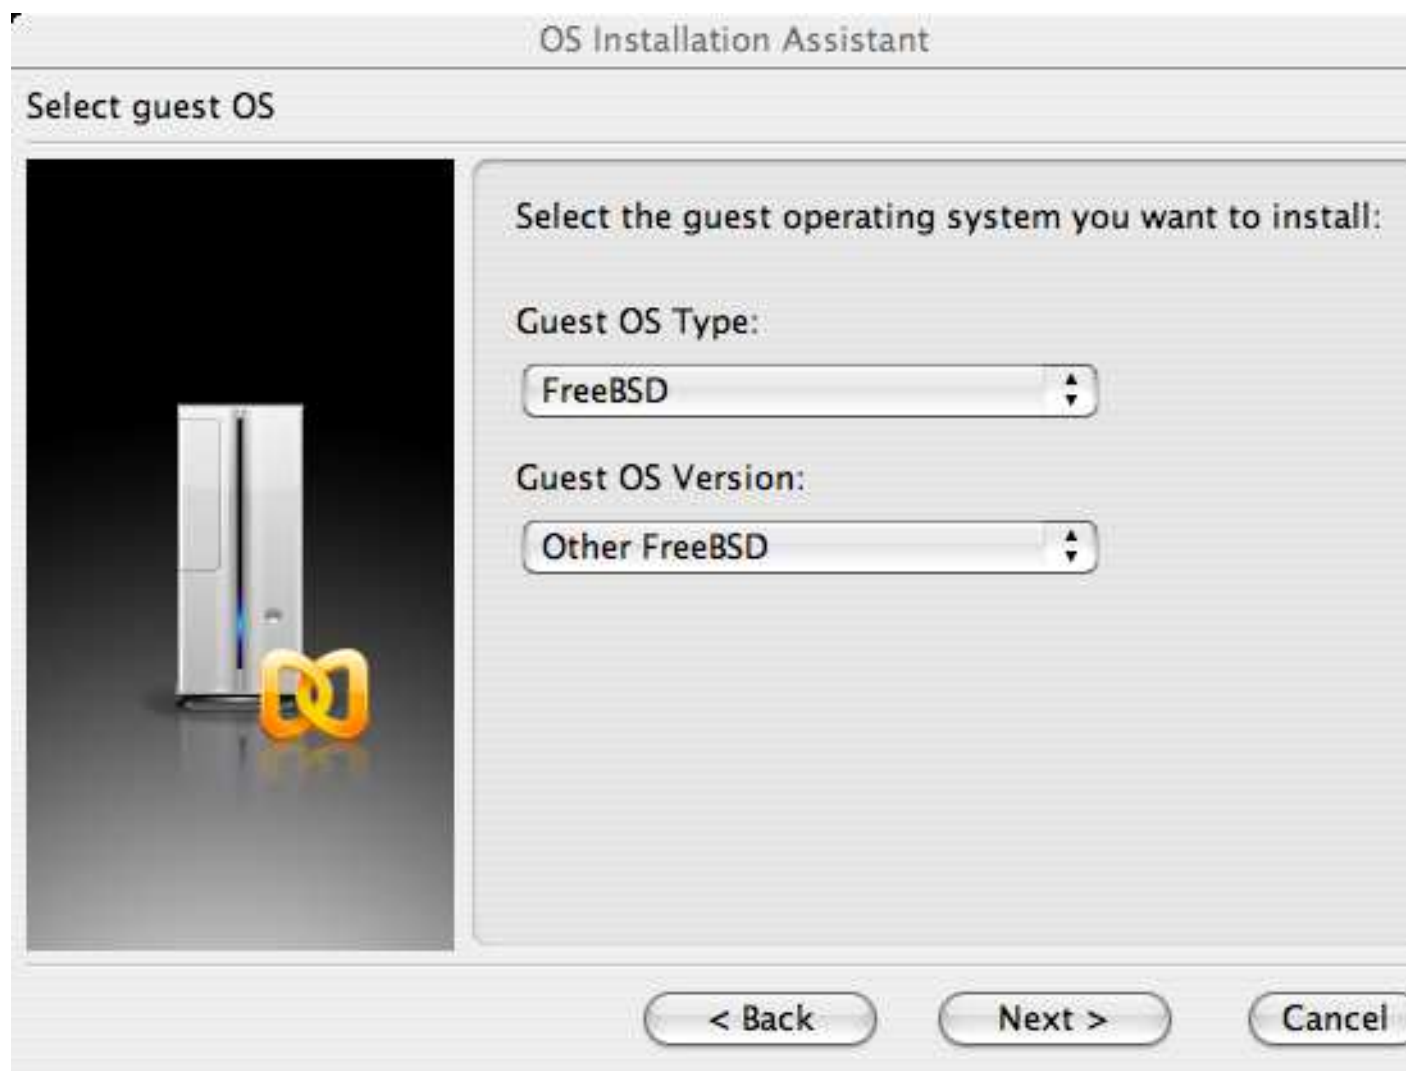 OS Installation Assistant
Select guest OS
Select the guest operating system you want to install:
Guest OS Type:
FreeBSD
Guest OS Version:
Other FreeBSD
< Back
Next >
Cancel